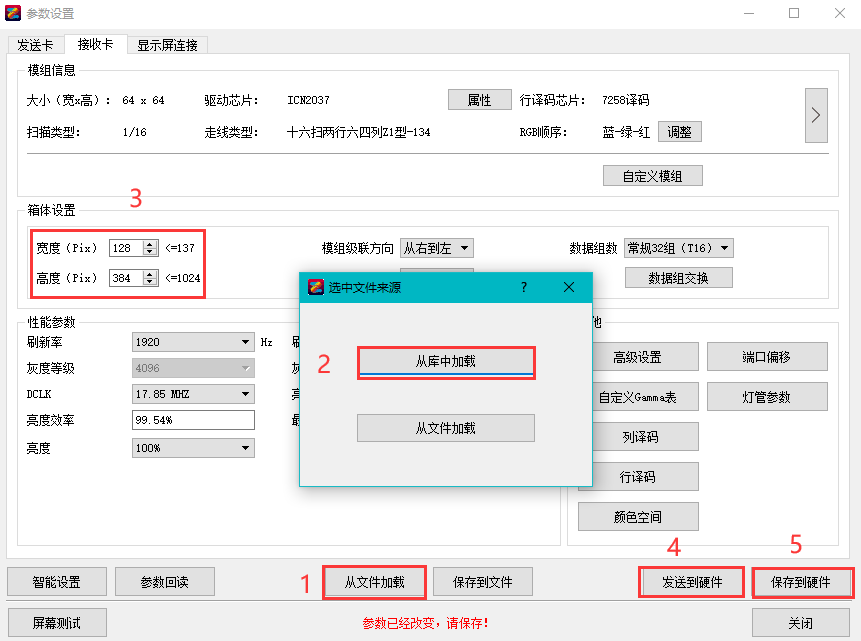 参数设置
发送卡 接收卡 显示屏连接
模组信息
大小（宽x高）: 64 x 64 驱动芯片: ICN2037 属性 行译码芯片: 7258译码
扫描类型: 1/16 走线类型: 十六扫两行六四列Z1型-134 RGB顺序: 蓝-绿-红 调整
自定义模组
3
箱体设置
宽度（Pix） 128 <=137 模组级联方向 从右到左 数据组数 常规32组（T16）
高度（Pix） 384 <=1024 数据组交换
选中文件来源 ?
性能参数
刷新率 1920 Hz
灰度等级 4096
DCLK 17.85 MHZ
亮度效率 99.54%
亮度 100%
2 从库中加载
从文件加载
高级设置 端口偏移
自定义Gamma表 灯管参数
列译码
行译码
颜色空间
4 5
智能设置 参数回读 1 从文件加载 保存到文件 发送到硬件 保存到硬件
屏幕测试 参数已经改变，请保存! 关闭